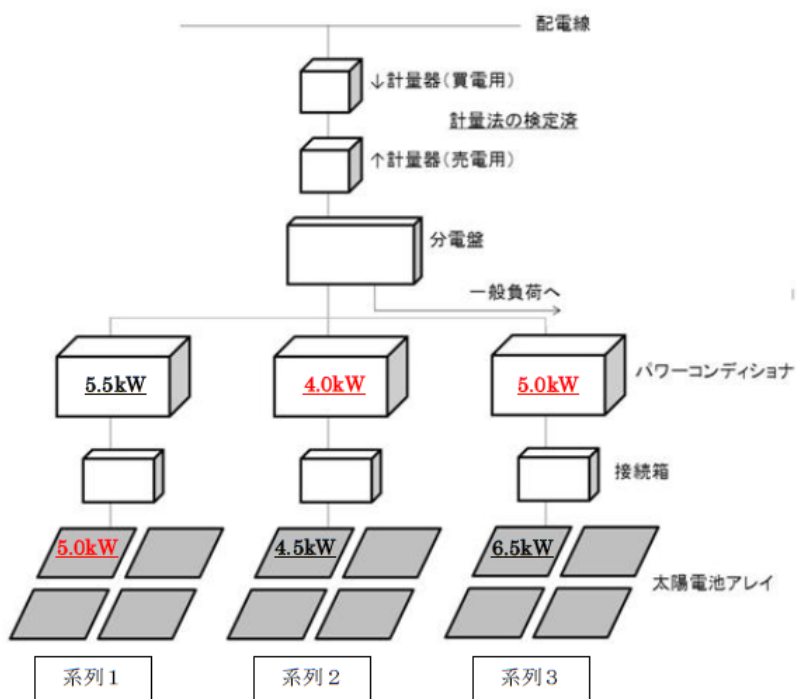 配電線
↓計量器(買電用)
計量法の検定済
↑計量器(売電用)
分電盤
一般負荷へ
5.5kW
4.0kW
5.0kW
パワーコンディショナ
接続箱
5.0kW
4.5kW
6.5kW
太陽電池アレイ
系列1
系列2
系列3